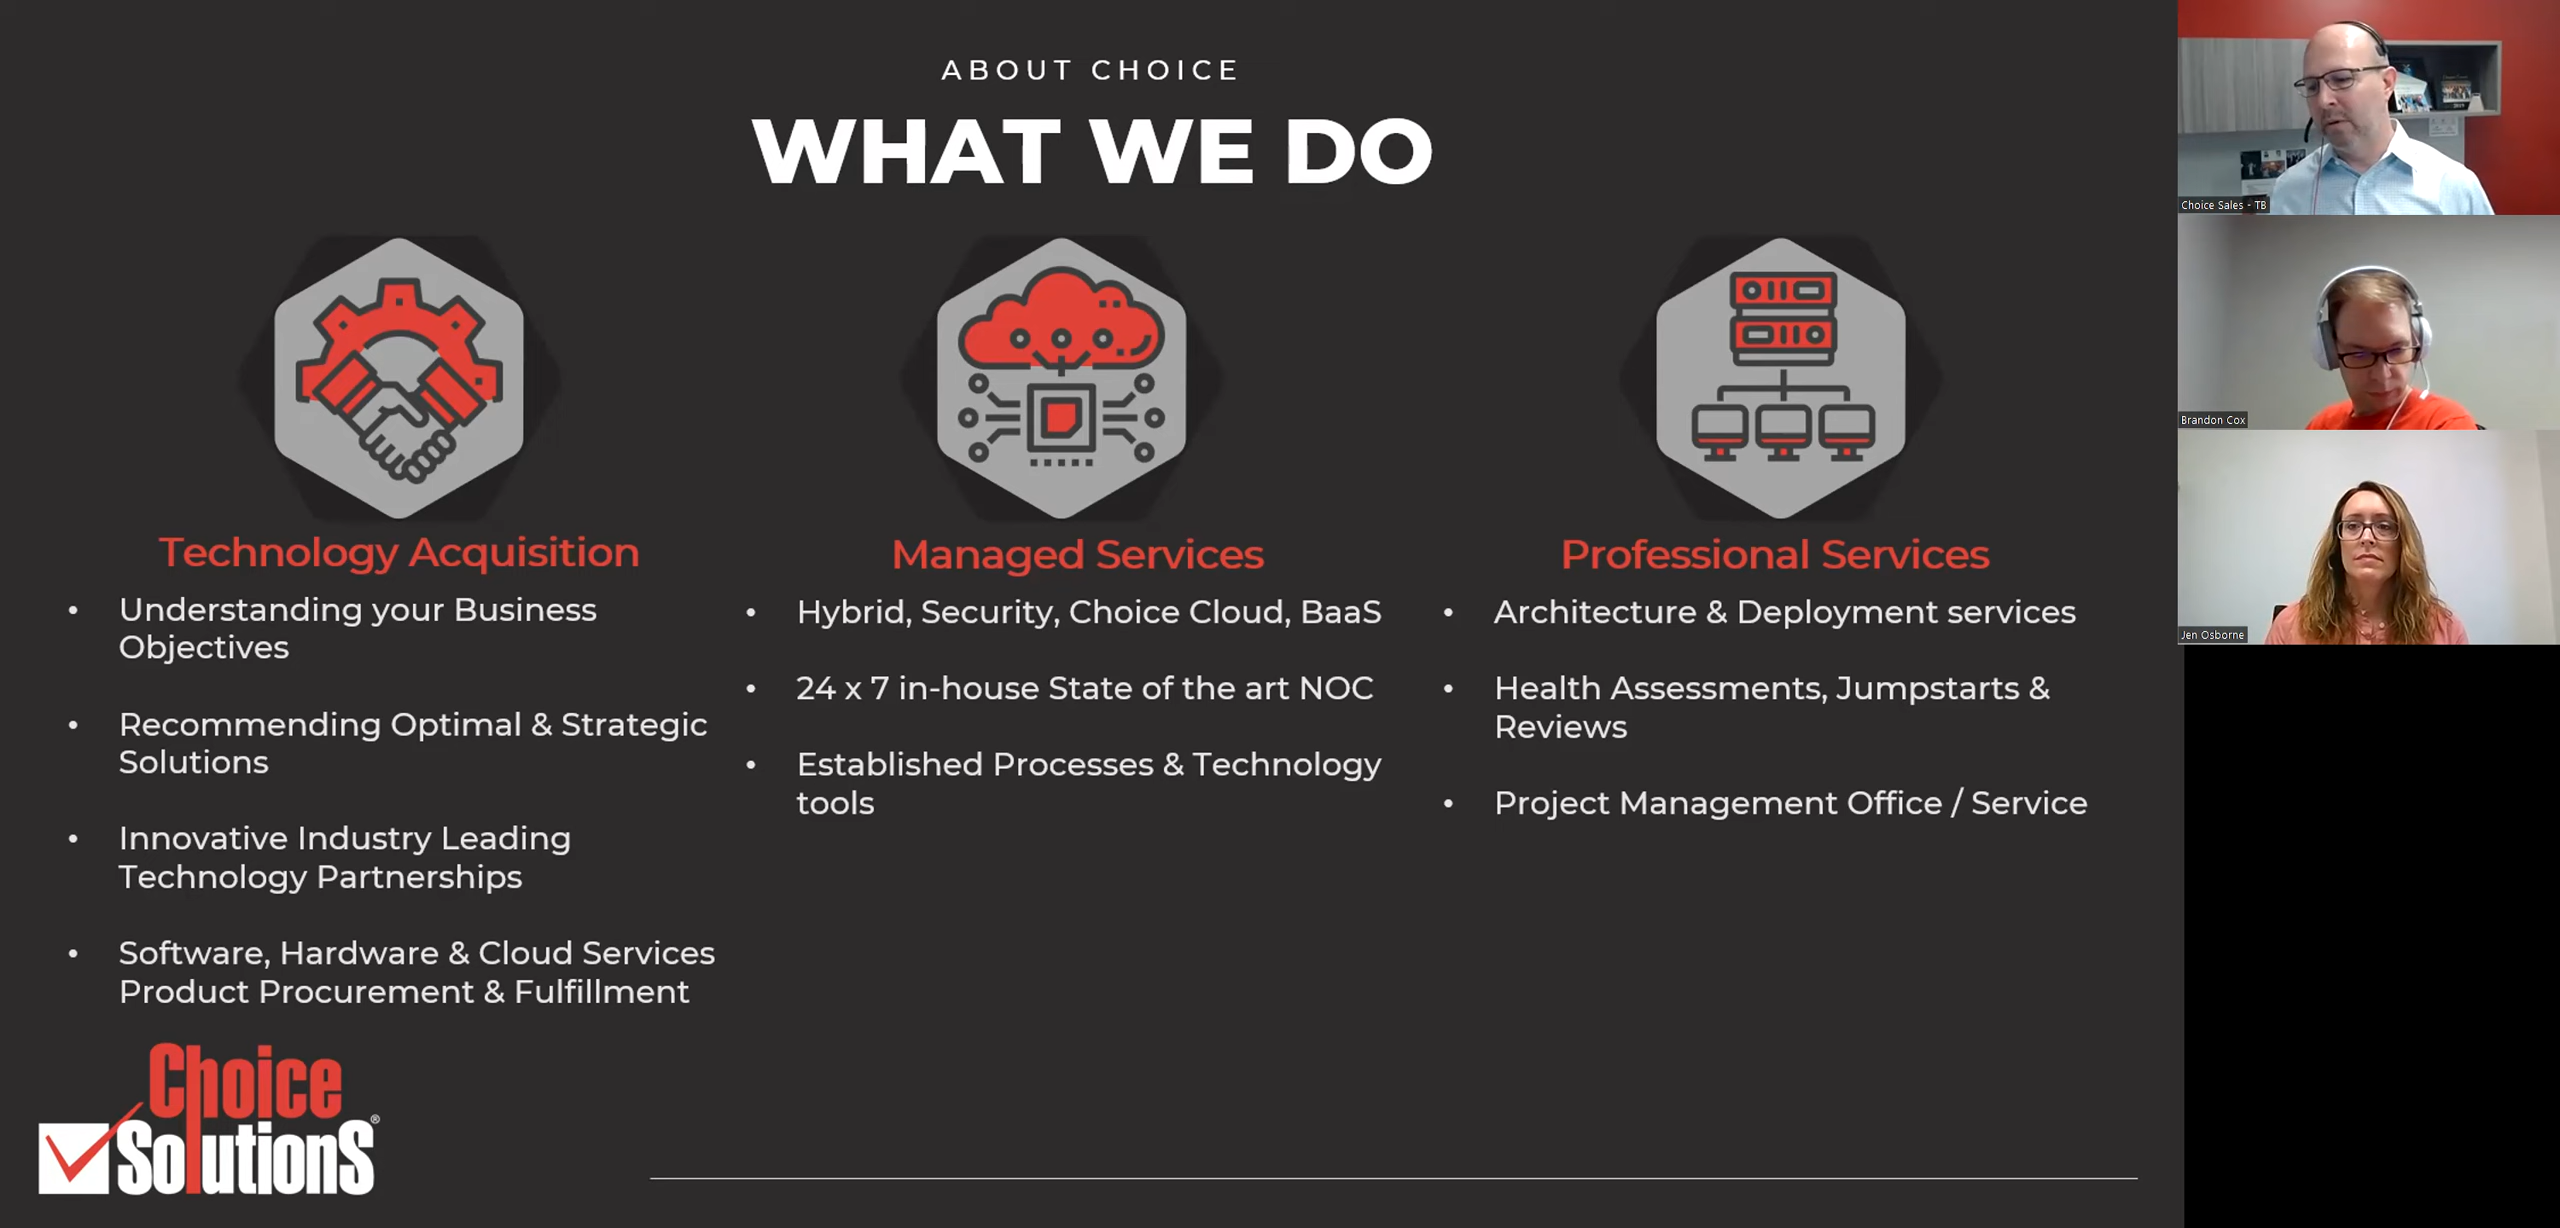 ABOUT CHOICE
WHAT WE DO
Technology Acquisition
• Understanding your Business
Objectives
• Recommending Optimal & Strategic
Solutions
• Innovative Industry Leading
Technology Partnerships
• Software, Hardware & Cloud Services
Product Procurement & Fulfillment
Managed Services
• Hybrid, Security, Choice Cloud, BaaS
• 24 x 7 in-house State of the art NOC
• Established Processes & Technology
tools
Professional Services
• Architecture & Deployment services
• Health Assessments, Jumpstarts &
Reviews
• Project Management Office / Service
Choice
SolutionS®
Choice Sales - TB
Brandon Cox
Jen Osborne